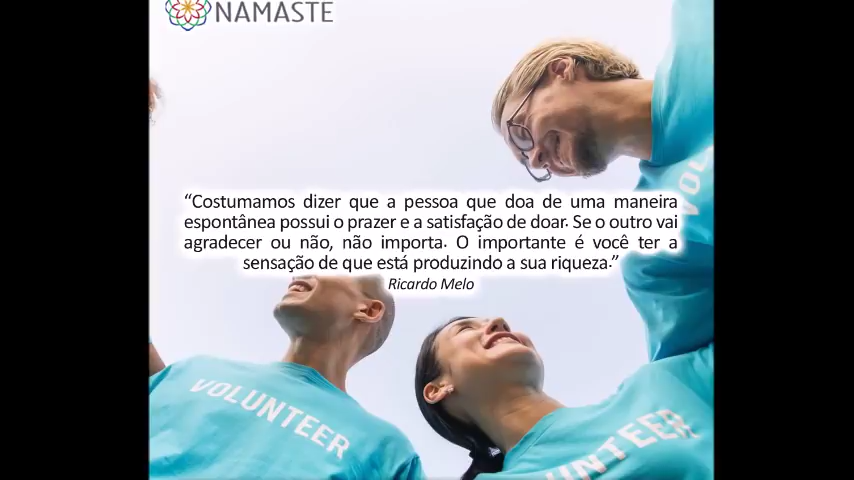 NAMASTE
“Costumamos dizer que a pessoa que doa de uma maneira
espontânea possui o prazer e a satisfação de doar. Se o outro vai
agradecer ou não, não importa. O importante é você ter a
sensação de que está produzindo a sua riqueza.”
Ricardo Melo
VOLUNTEER
VOL
VOLUNTEER
UNTEER